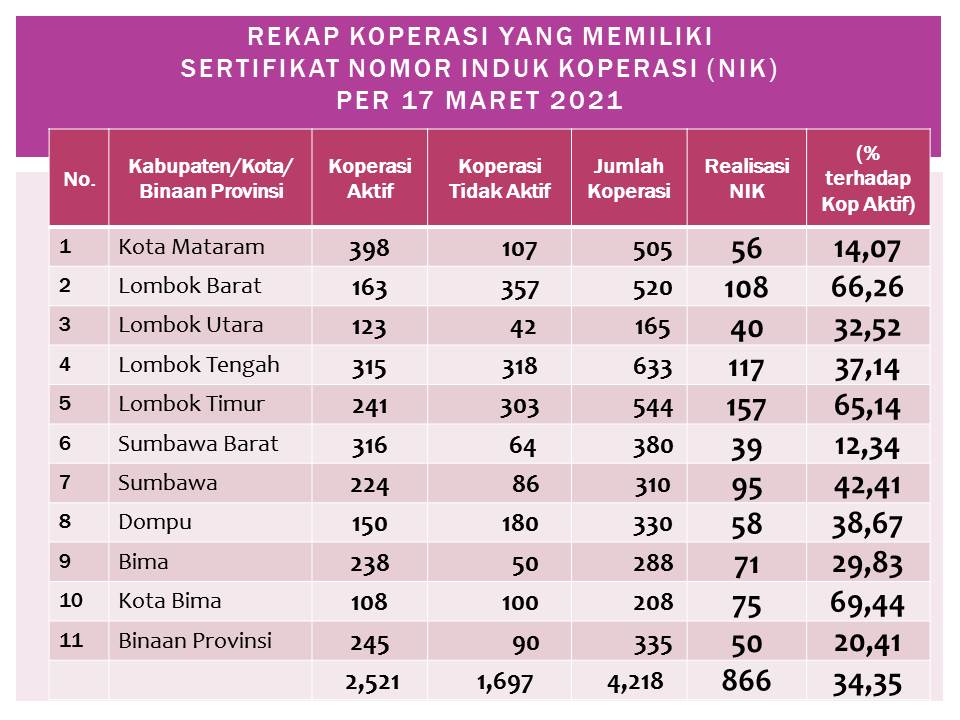 REKAP KOPERASI YANG MEMILIKI
SERTIFIKAT NOMOR INDUK KOPERASI (NIK)
PER 17 MARET 2021
No. Kabupaten/Kota/ Binaan Provinsi Koperasi Aktif Koperasi Tidak Aktif Jumlah Koperasi Realisasi NIK (% terhadap Kop Aktif)
1 Kota Mataram 398 107 505 56 14,07
2 Lombok Barat 163 357 520 108 66,26
3 Lombok Utara 123 42 165 40 32,52
4 Lombok Tengah 315 318 633 117 37,14
5 Lombok Timur 241 303 544 157 65,14
6 Sumbawa Barat 316 64 380 39 12,34
7 Sumbawa 224 86 310 95 42,41
8 Dompu 150 180 330 58 38,67
9 Bima 238 50 288 71 29,83
10 Kota Bima 108 100 208 75 69,44
11 Binaan Provinsi 245 90 335 50 20,41
2,521 1,697 4,218 866 34,35